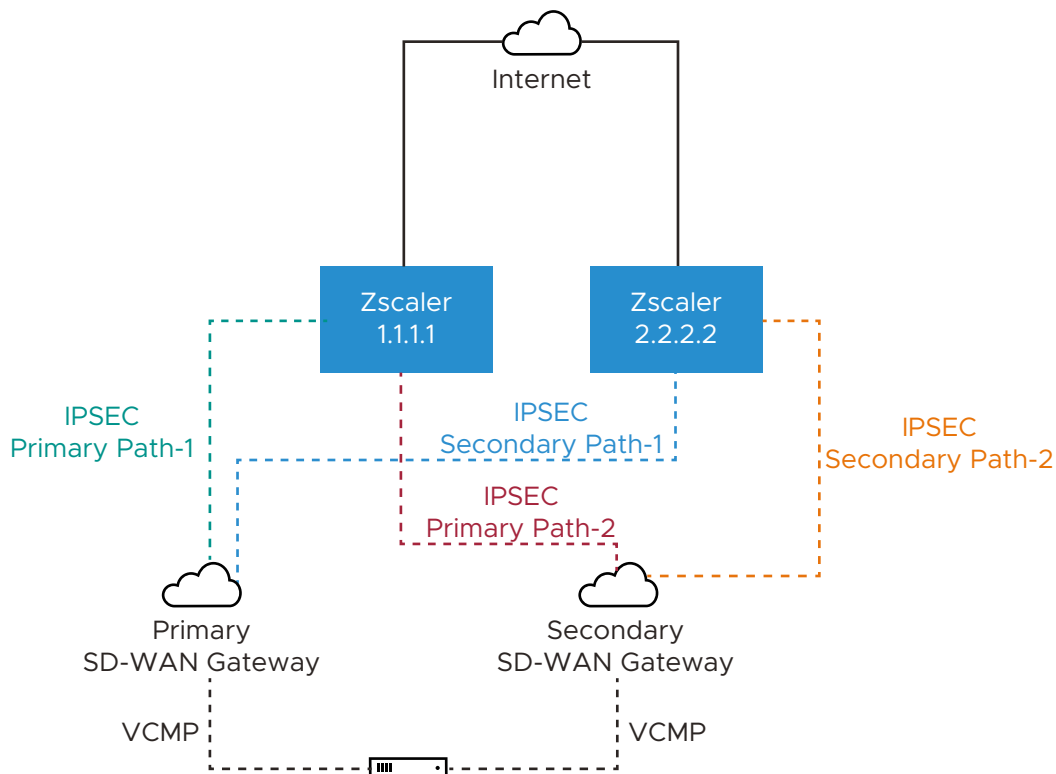 Internet
Zscaler
1.1.1.1
Zscaler
2.2.2.2
IPSEC
Primary Path-1
IPSEC
Secondary Path-1
IPSEC
Secondary Path-2
IPSEC
Primary Path-2
Primary
SD-WAN Gateway
Secondary
SD-WAN Gateway
VCMP
VCMP